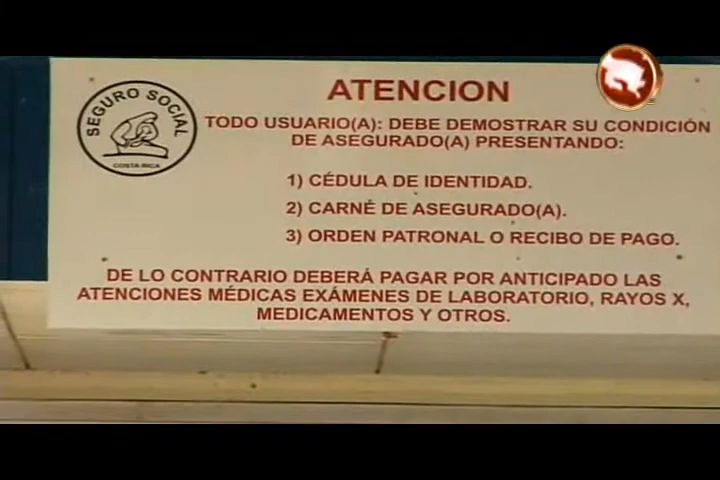 SEGURO SOCIAL
COSTA RICA
ATENCION
TODO USUARIO(A): DEBE DEMOSTRAR SU CONDICIÓN
DE ASEGURADO(A) PRESENTANDO:
1) CÉDULA DE IDENTIDAD.
2) CARNÉ DE ASEGURADO(A).
3) ORDEN PATRONAL O RECIBO DE PAGO.
DE LO CONTRARIO DEBERÁ PAGAR POR ANTICIPADO LAS
ATENCIONES MÉDICAS EXÁMENES DE LABORATORIO, RAYOS X,
MEDICAMENTOS Y OTROS.